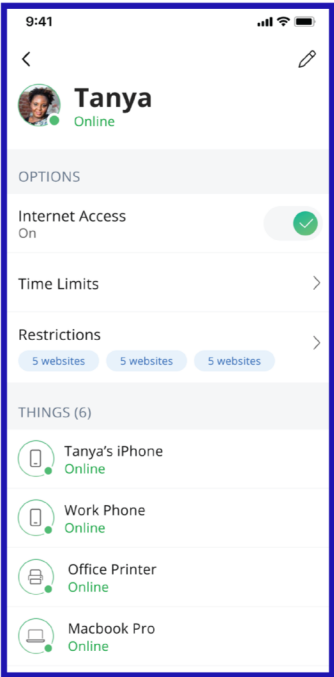 9:41
Tanya
Online
OPTIONS
Internet Access
On
Time Limits
Restrictions
5 websites 5 websites 5 websites
THINGS (6)
Tanya’s iPhone
Online
Work Phone
Online
Office Printer
Online
Macbook Pro
Online